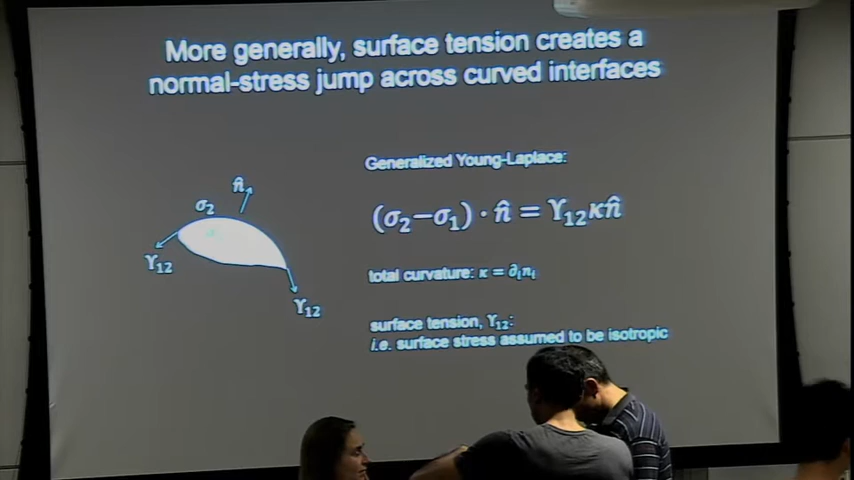 More generally, surface tension creates a
normal-stress jump across curved interfaces
Generalized Young-Laplace:
n̂
σ₂
(σ₂−σ₁) · n̂ = Υ₁₂κn̂
Υ₁₂
total curvature: κ = ∂ᵢnᵢ
Υ₁₂
surface tension, Υ₁₂:
i.e. surface stress assumed to be isotropic